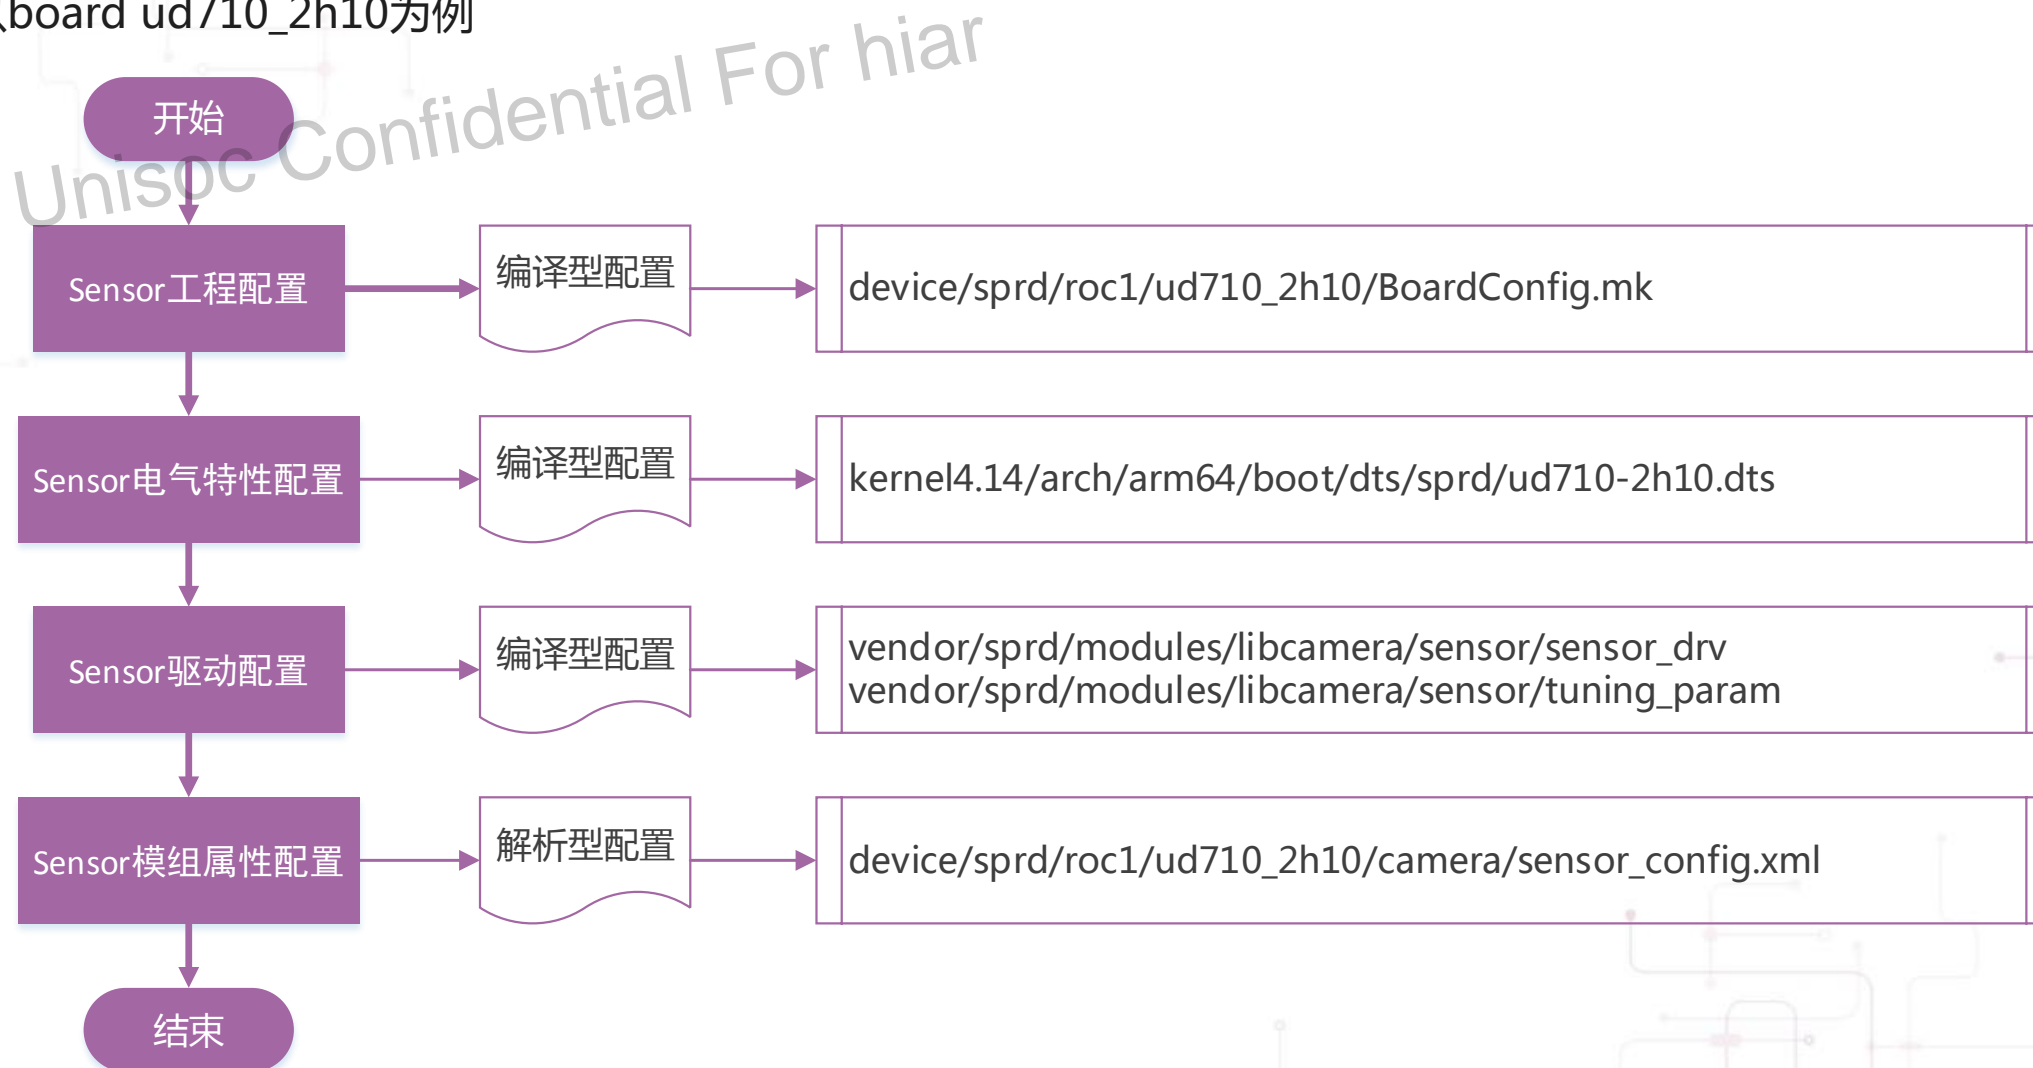 board ud710_2h10为例
Unisoc Confidential For hiar
开始
Sensor工程配置
编译型配置
device/sprd/roc1/ud710_2h10/BoardConfig.mk
Sensor电气特性配置
编译型配置
kernel4.14/arch/arm64/boot/dts/sprd/ud710-2h10.dts
Sensor驱动配置
编译型配置
vendor/sprd/modules/libcamera/sensor/sensor_drv
vendor/sprd/modules/libcamera/sensor/tuning_param
Sensor模组属性配置
解析型配置
device/sprd/roc1/ud710_2h10/camera/sensor_config.xml
结束